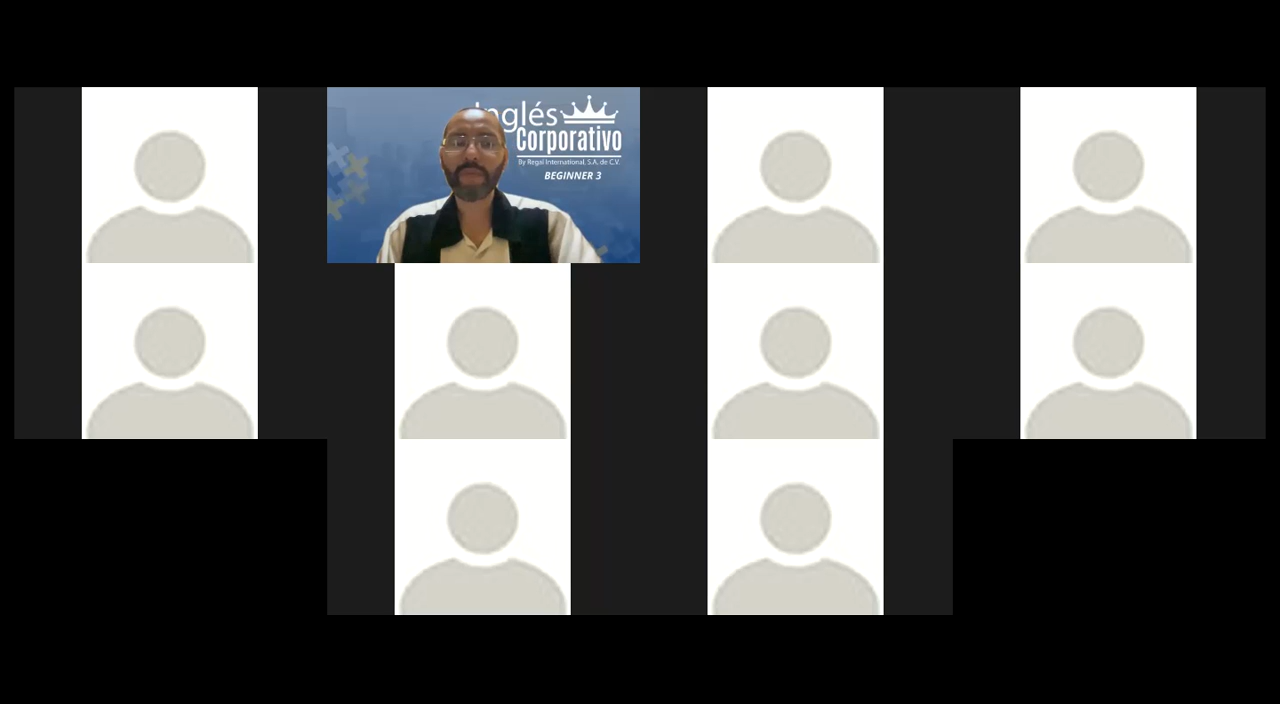 Inglés
Corporativo
By Regal International, S.A. de C.V.
BEGINNER 3